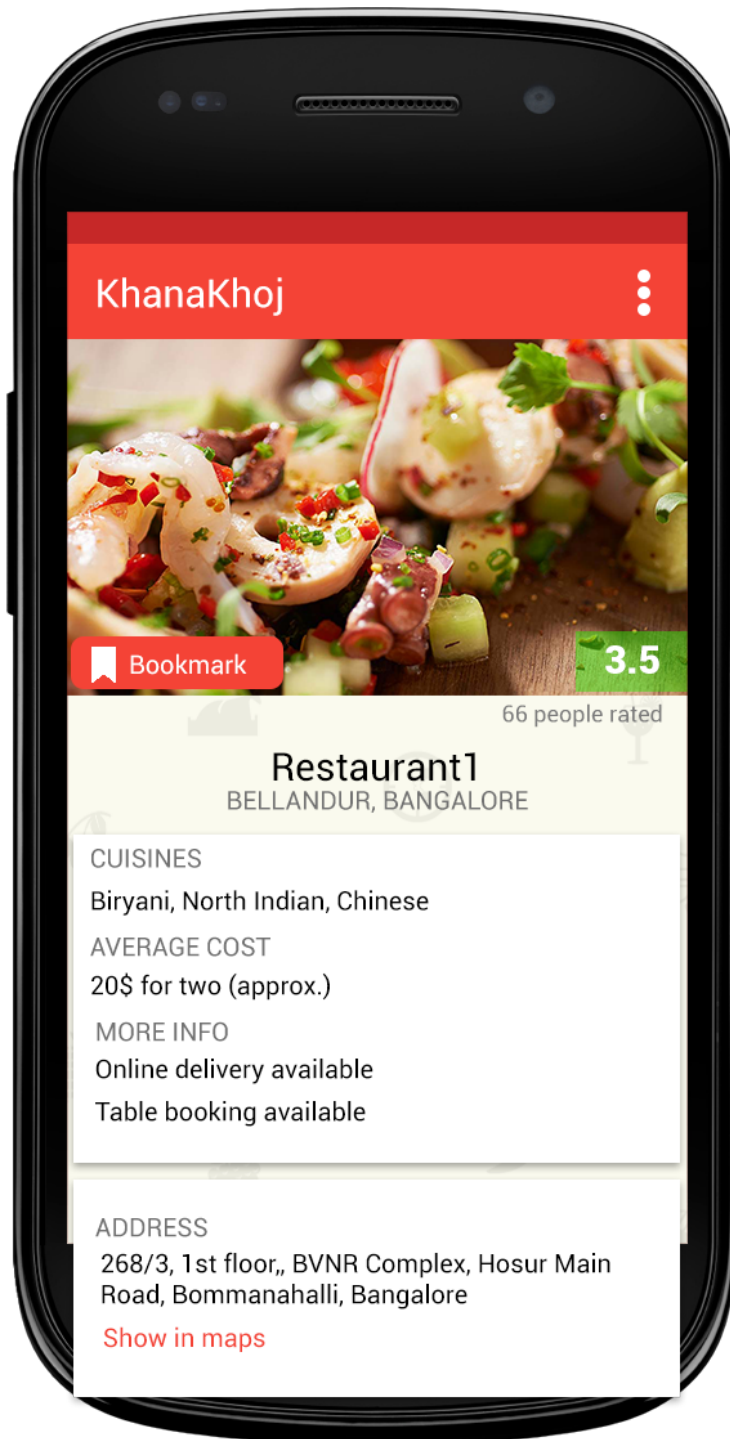 KhanaKhoj
Bookmark
3.5
66 people rated
Restaurant1
BELLANDUR, BANGALORE
CUISINES
Biryani, North Indian, Chinese
AVERAGE COST
20$ for two (approx.)
MORE INFO
Online delivery available
Table booking available
ADDRESS
268/3, 1st floor,, BVNR Complex, Hosur Main
Road, Bommanahalli, Bangalore
Show in maps